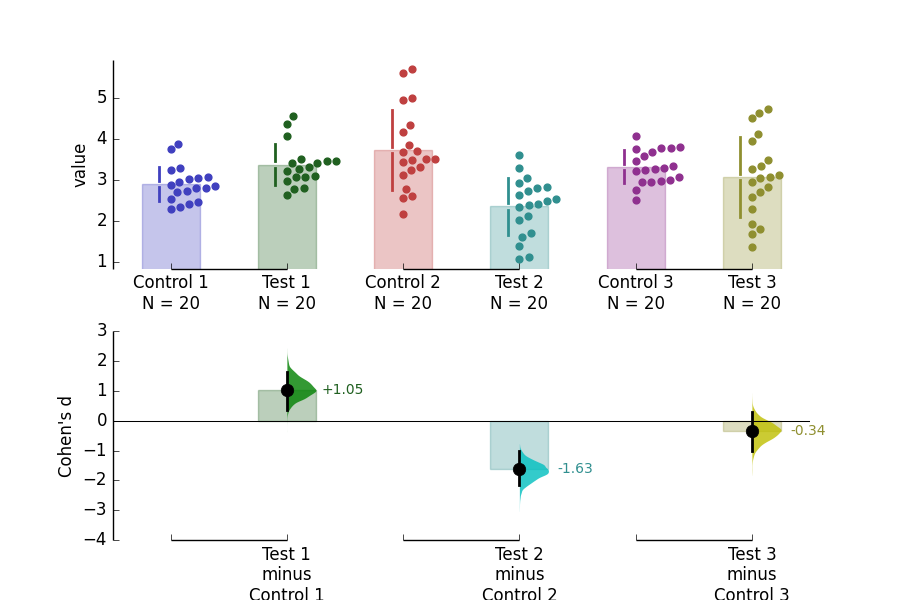 value
5
4
3
2
1
Control 1 Test 1 Control 2 Test 2 Control 3 Test 3
N = 20 N = 20 N = 20 N = 20 N = 20 N = 20
Cohen's d
3
2
1
0
−1
−2
−3
−4
+1.05
-1.63
-0.34
Test 1 Test 2 Test 3
minus minus minus
Control 1 Control 2 Control 3